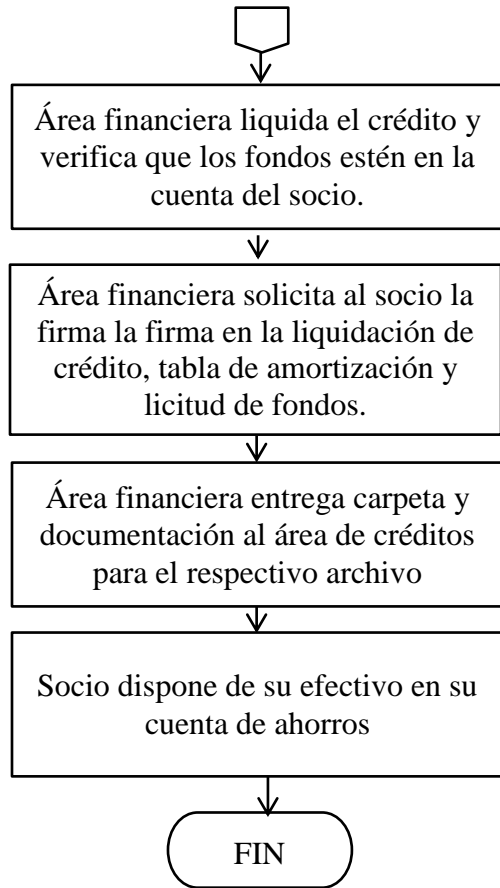 Área financiera liquida el crédito y
verifica que los fondos estén en la
cuenta del socio.
Área financiera solicita al socio la
firma la firma en la liquidación de
crédito, tabla de amortización y
licitud de fondos.
Área financiera entrega carpeta y
documentación al área de créditos
para el respectivo archivo
Socio dispone de su efectivo en su
cuenta de ahorros
FIN